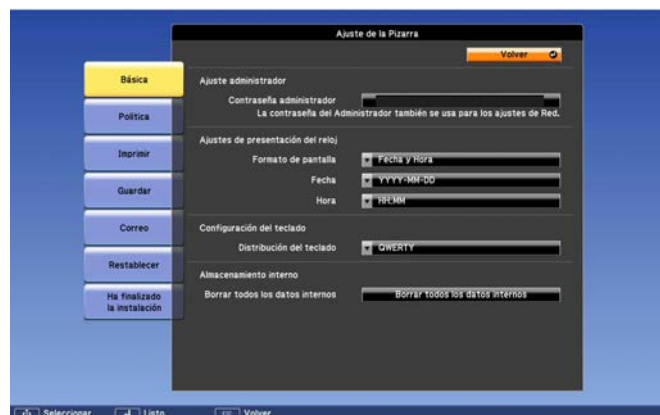 Ajuste de la Pizarra
Volver
Básica
Política
Imprimir
Guardar
Correo
Restablecer
Ha finalizado
la instalación
Ajuste administrador
Contraseña administrador
La contraseña del Administrador también se usa para los ajustes de Red.
Ajustes de presentación del reloj
Formato de pantalla
Fecha y Hora
Fecha
YYYY-MM-DD
Hora
HH:MM
Configuración del teclado
Distribución del teclado
QWERTY
Almacenamiento interno
Borrar todos los datos internos
Borrar todos los datos internos
Seleccionar
Listo
Volver